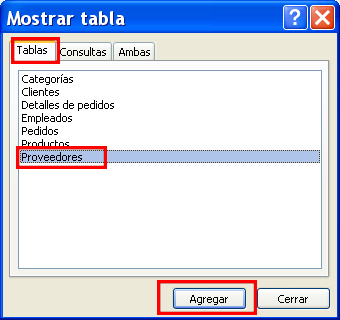 Mostrar tabla
?
Tablas Consultas Ambas
Categorías
Clientes
Detalles de pedidos
Empleados
Pedidos
Productos
Proveedores
Agregar Cerrar